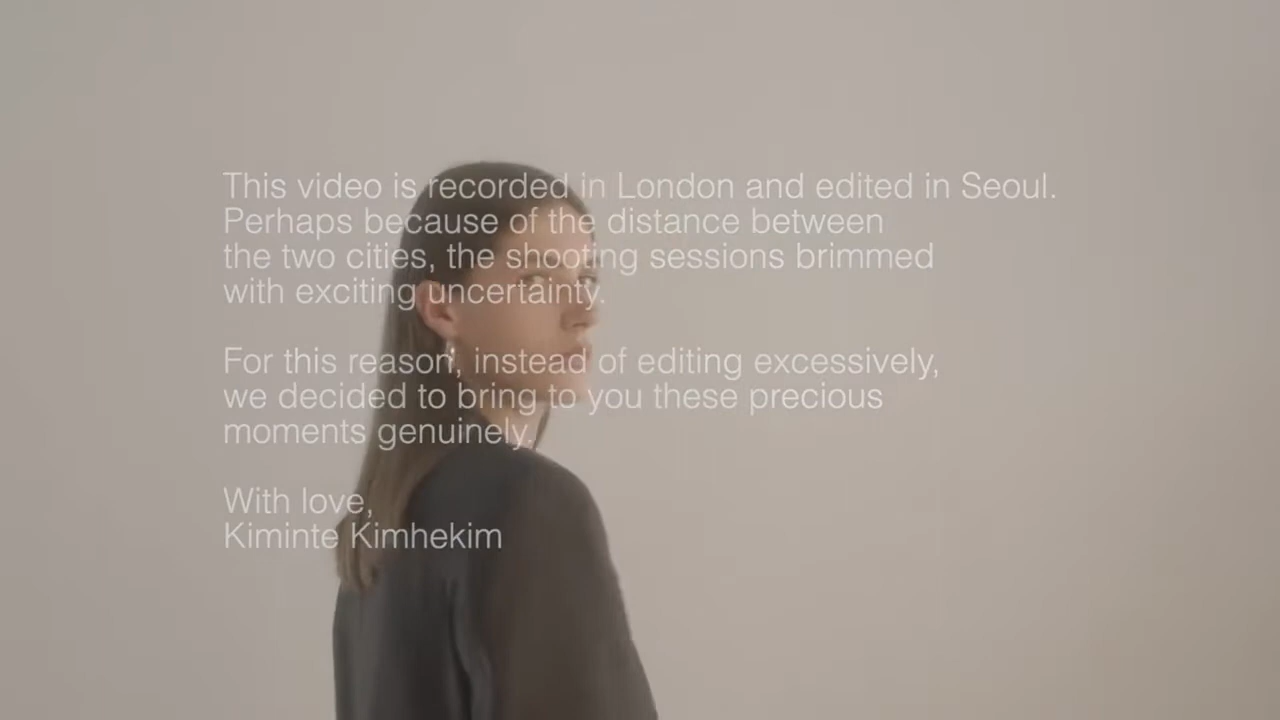 This video is recorded in London and edited in Seoul.
Perhaps because of the distance between
the two cities, the shooting sessions brimmed
with exciting uncertainty.
For this reason, instead of editing excessively,
we decided to bring to you these precious
moments genuinely.
With love,
Kiminte Kimhekim